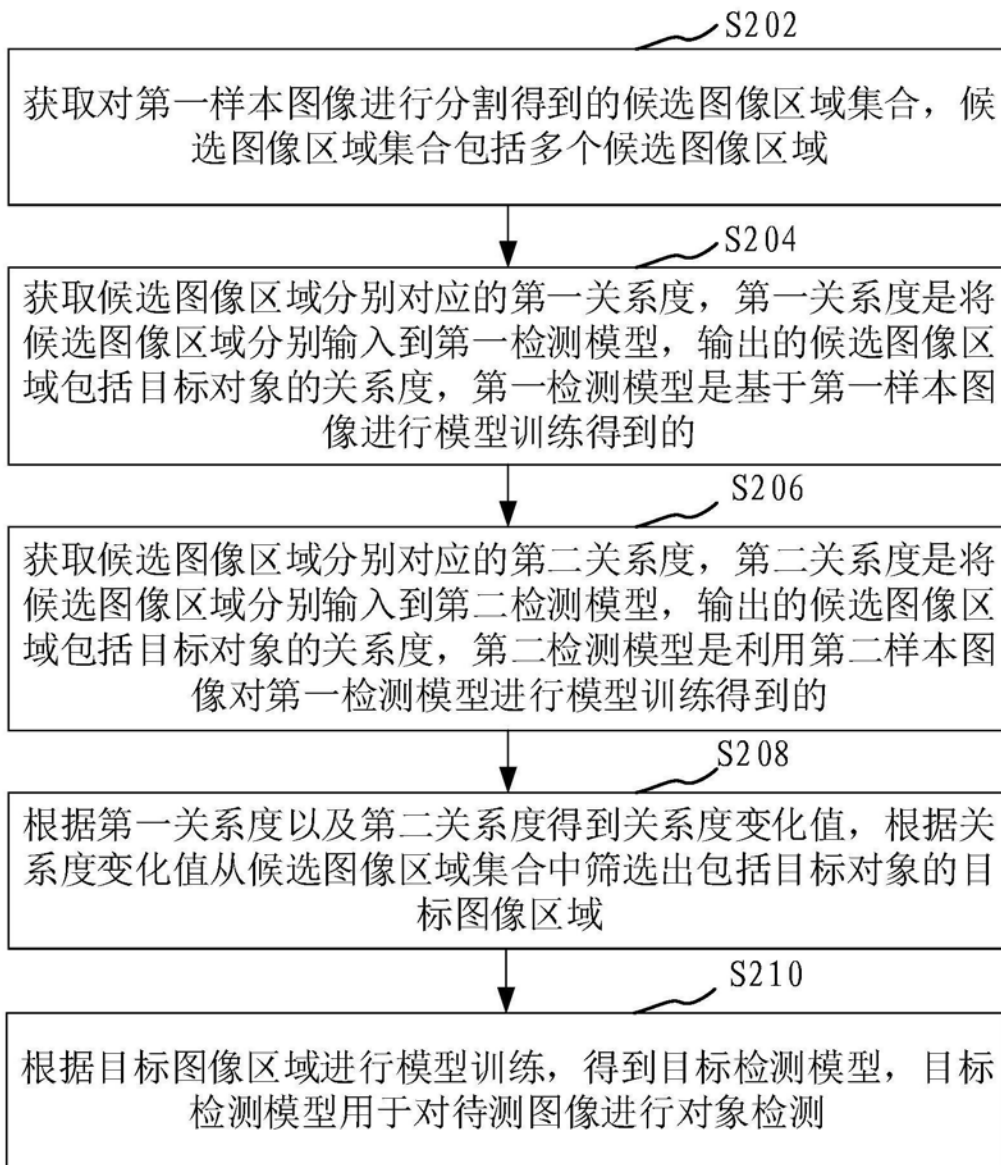 S202
获取对第一样本图像进行分割得到的候选图像区域集合，候
选图像区域集合包括多个候选图像区域
S204
获取候选图像区域分别对应的第一关系度，第一关系度是将
候选图像区域分别输入到第一检测模型，输出的候选图像区
域包括目标对象的关系度，第一检测模型是基于第一样本图
像进行模型训练得到的
S206
获取候选图像区域分别对应的第二关系度，第二关系度是将
候选图像区域分别输入到第二检测模型，输出的候选图像区
域包括目标对象的关系度，第二检测模型是利用第二样本图
像对第一检测模型进行模型训练得到的
S208
根据第一关系度以及第二关系度得到关系度变化值，根据关
系度变化值从候选图像区域集合中筛选出包括目标对象的目
标图像区域
S210
根据目标图像区域进行模型训练，得到目标检测模型，目标
检测模型用于对待测图像进行对象检测